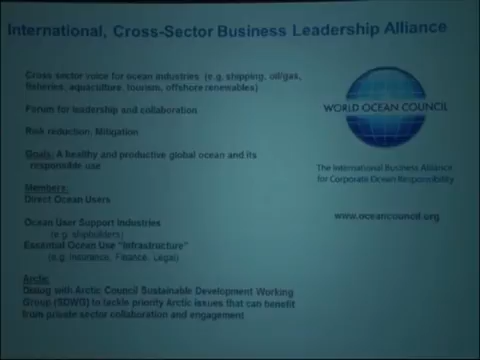 International, Cross-Sector Business Leadership Alliance
Cross sector voice for ocean industries (e.g. shipping, oil/gas,
fisheries, aquaculture, tourism, offshore renewables)
Forum for leadership and collaboration
Risk reduction, Mitigation
Goals: A healthy and productive global ocean and its
responsible use
Members:
Direct Ocean Users
Ocean User Support Industries
(e.g. shipbuilders)
Essential Ocean Use "Infrastructure"
(e.g. Insurance, Finance, Legal)
Arctic
Dialog with Arctic Council Sustainable Development Working
Group (SDWG) to tackle priority Arctic issues that can benefit
from private sector collaboration and engagement
WORLD OCEAN COUNCIL
The International Business Alliance
for Corporate Ocean Responsibility
www.oceancouncil.org